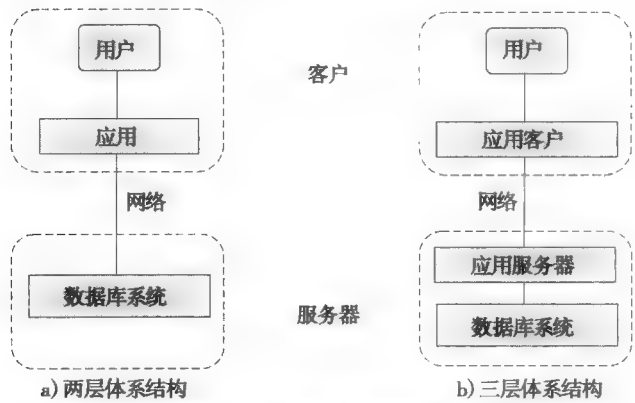 用户
应用
网络
数据库系统
a) 两层体系结构
客户
服务器
用户
应用客户
网络
应用服务器
数据库系统
b) 三层体系结构